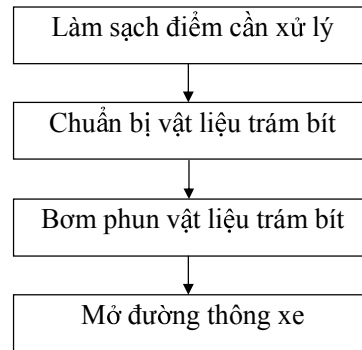 Làm sạch điểm cần xử lý
Chuẩn bị vật liệu trám bít
Bơm phun vật liệu trám bít
Mở đường thông xe